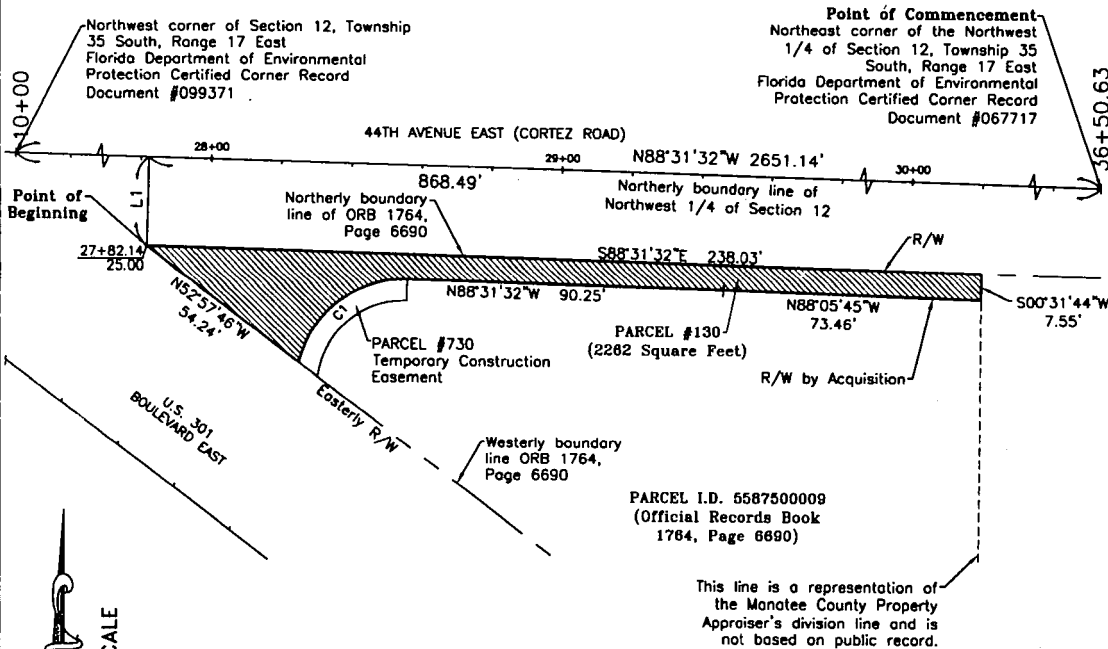 Northwest corner of Section 12, Township
35 South, Range 17 East
Florida Department of Environmental
Protection Certified Corner Record
Document #099371
Point of Commencement
Northeast corner of the Northwest
1/4 of Section 12, Township 35
South, Range 17 East
Florida Department of Environmental
Protection Certified Corner Record
Document #067717
10+00
36+50.63
44TH AVENUE EAST (CORTEZ ROAD)
28+00
29+00
30+00
N88°31'32"W 2651.14'
868.49'
Northerly boundary line of
Northwest 1/4 of Section 12
Northerly boundary
line of ORB 1764,
Page 6690
Point of
Beginning
L1
27+82.14
25.00
R/W
S88°31'32"E 238.03'
N52°57'46"W
54.24'
N88°31'32"W 90.25'
N88°05'45"W
73.46'
S00°31'44"W
7.55'
C1
PARCEL #730
Temporary Construction
Easement
PARCEL #130
(2262 Square Feet)
R/W by Acquisition
U.S. 301
BOULEVARD EAST
Easterly R/W
Westerly boundary
line ORB 1764,
Page 6690
PARCEL I.D. 5587500009
(Official Records Book
1764, Page 6690)
This line is a representation of
the Manatee County Property
Appraiser's division line and is
not based on public record.
CALE